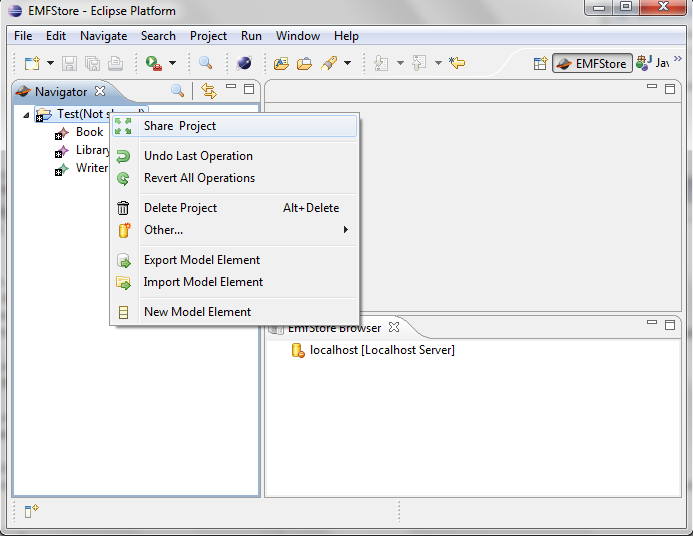 EMFStore - Eclipse Platform
File Edit Navigate Search Project Run Window Help
EMFStore
Navigator
Test(Not
Share Project
Book
Library
Writer
Undo Last Operation
Revert All Operations
Delete Project Alt+Delete
Other...
Export Model Element
Import Model Element
New Model Element
EmfStore Browser
localhost [Localhost Server]